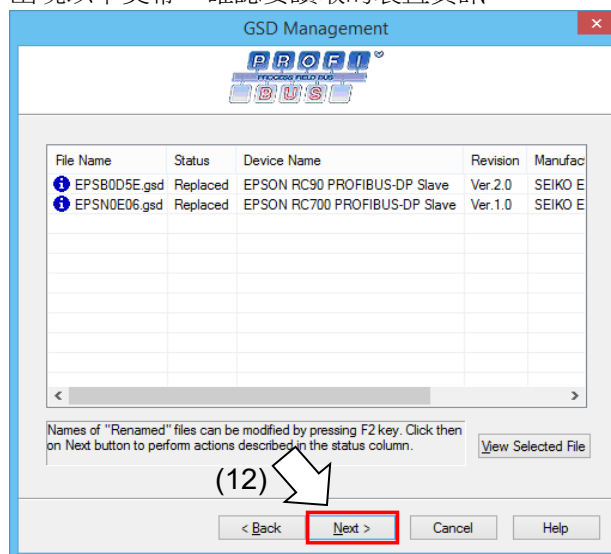 GSD Management
PROFI®
PROCESS FIELD BUS
BUS
File Name Status Device Name Revision Manufact
EPSB0D5E.gsd Replaced EPSON RC90 PROFIBUS-DP Slave Ver.2.0 SEIKO E
EPSN0E06.gsd Replaced EPSON RC700 PROFIBUS-DP Slave Ver.1.0 SEIKO E
Names of "Renamed" files can be modified by pressing F2 key. Click then
on Next button to perform actions described in the status column.
View Selected File
(12)
< Back Next > Cancel Help